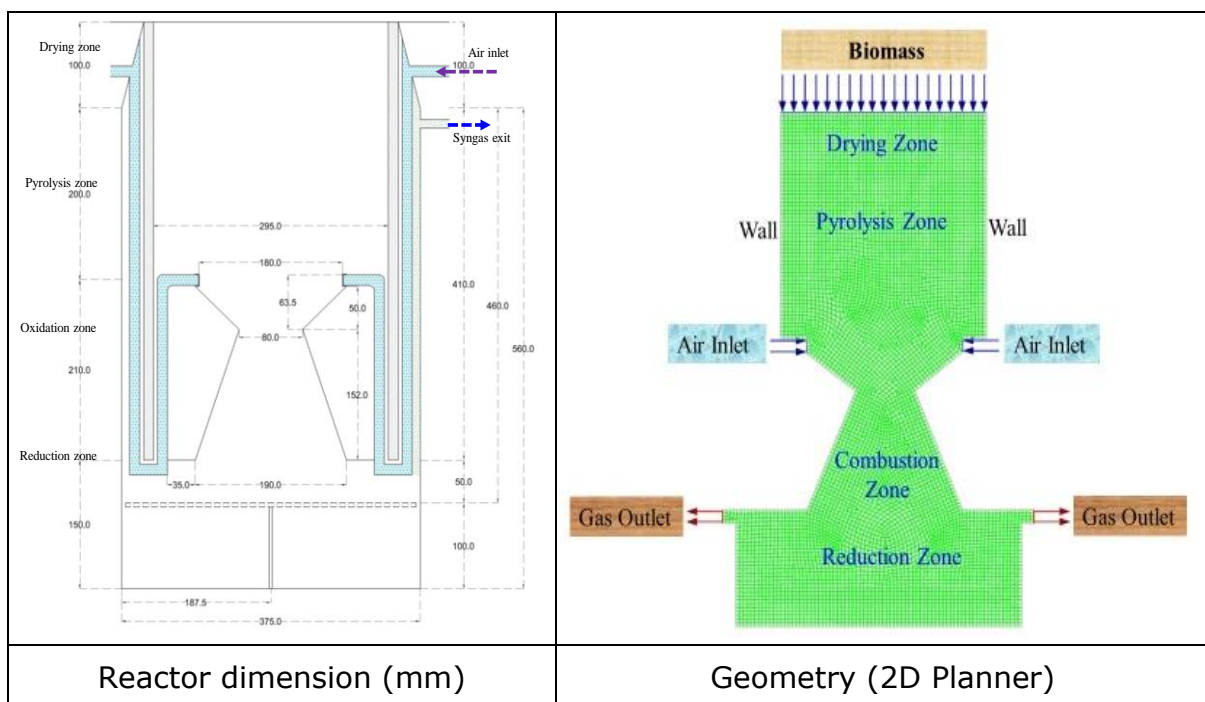 Drying zone
100.0
Air inlet
100.0
Syngas exit
Pyrolysis zone
200.0
295.0
180.0
63.5
50.0
410.0
460.0
560.0
Oxidation zone
80.0
210.0
152.0
Reduction zone
35.0
190.0
50.0
150.0
100.0
187.5
375.0
Reactor dimension (mm)
Biomass
Drying Zone
Pyrolysis Zone
Wall
Wall
Air Inlet
Air Inlet
Combustion
Zone
Gas Outlet
Gas Outlet
Reduction Zone
Geometry (2D Planner)